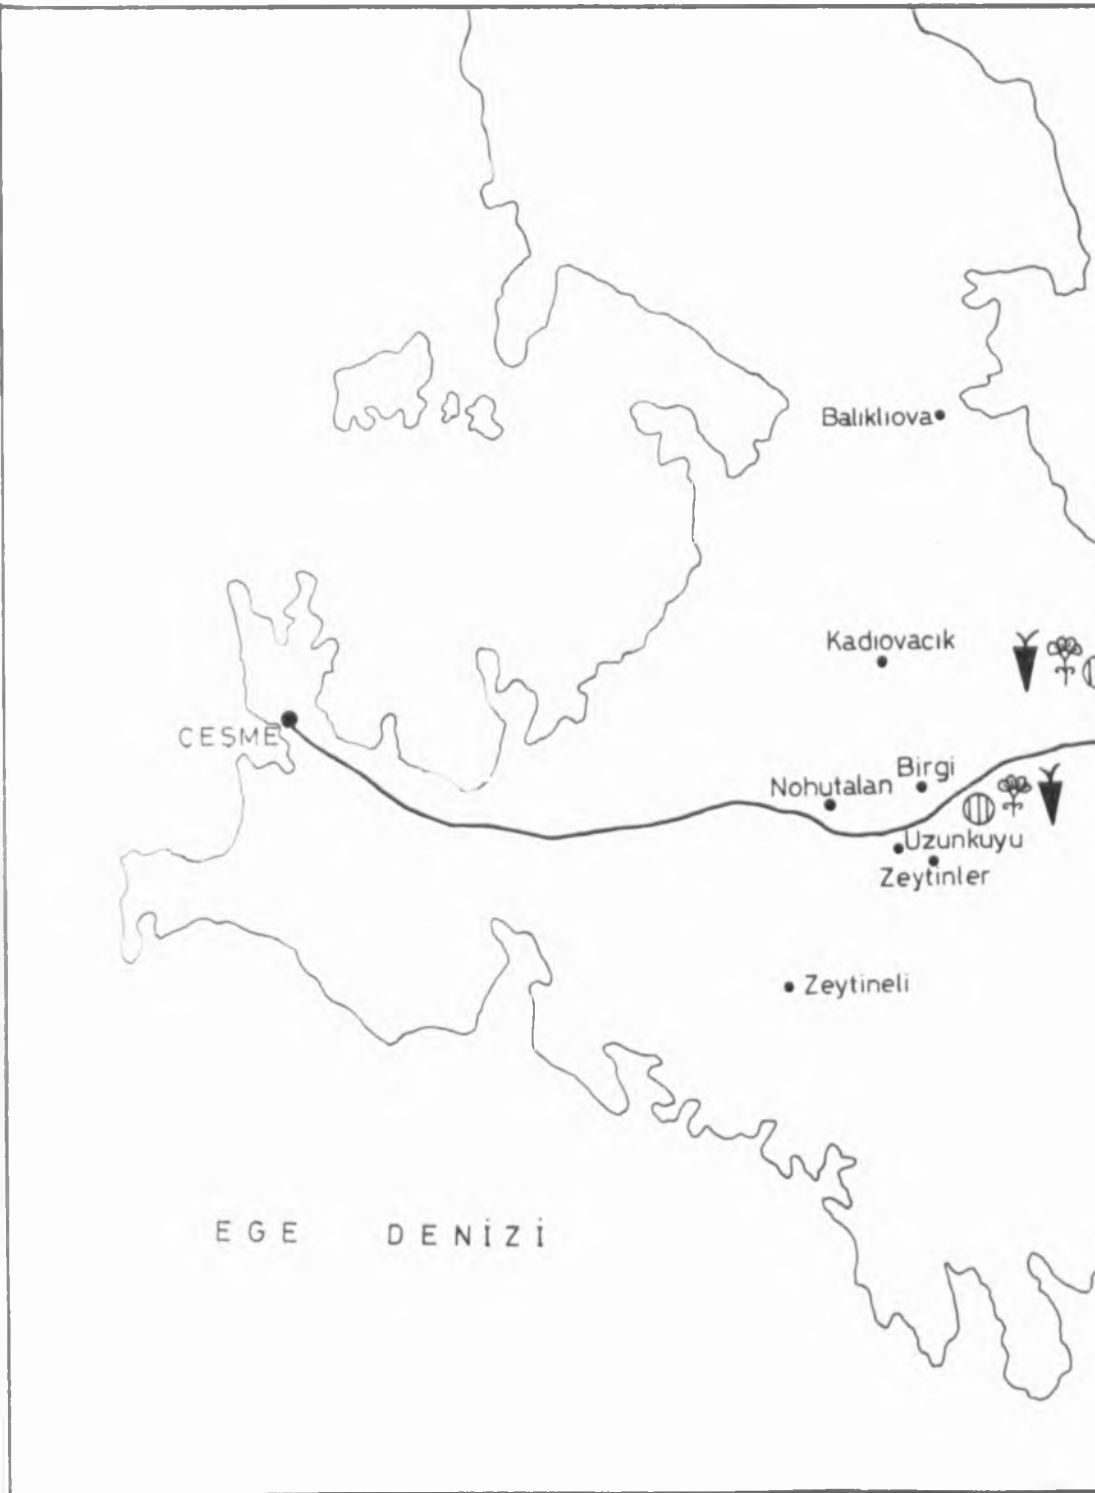 Balıklıova
Kadıovacık
ÇEŞME
Birgi
Nohutalan
Uzunkuyu
Zeytinler
Zeytineli
EGE DENİZİ